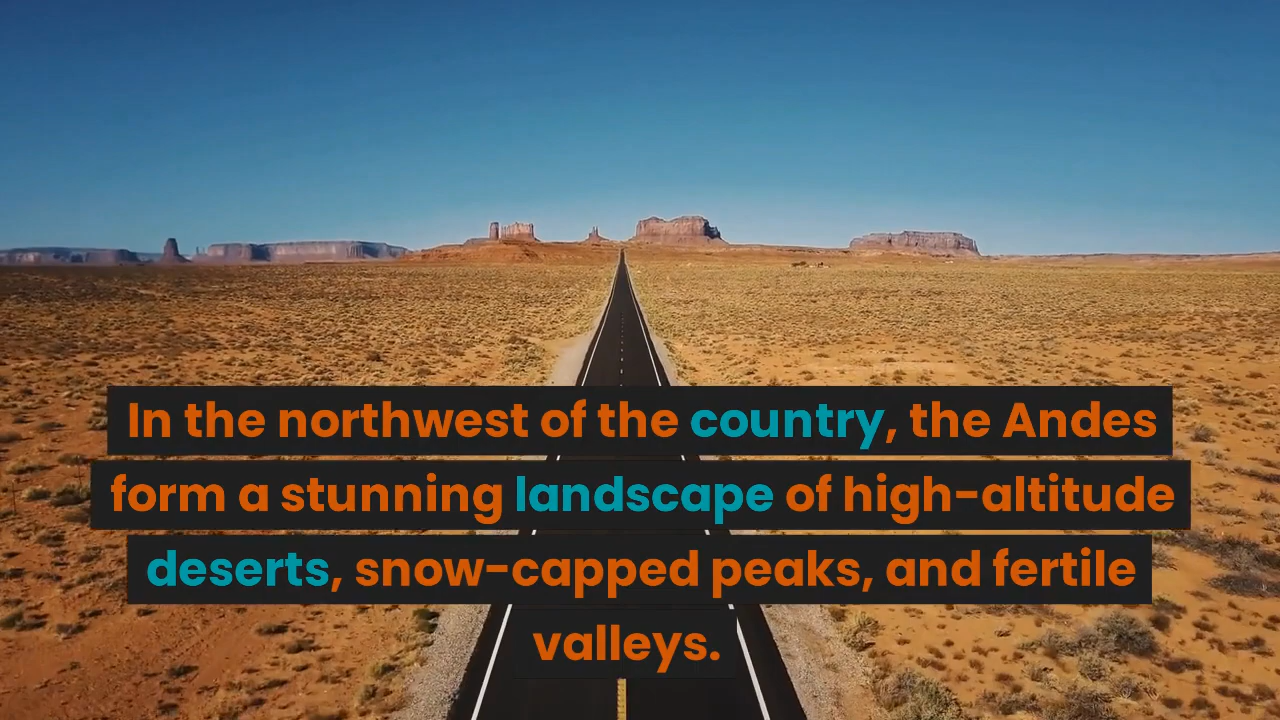 In the northwest of the country, the Andes
form a stunning landscape of high-altitude
deserts, snow-capped peaks, and fertile
valleys.